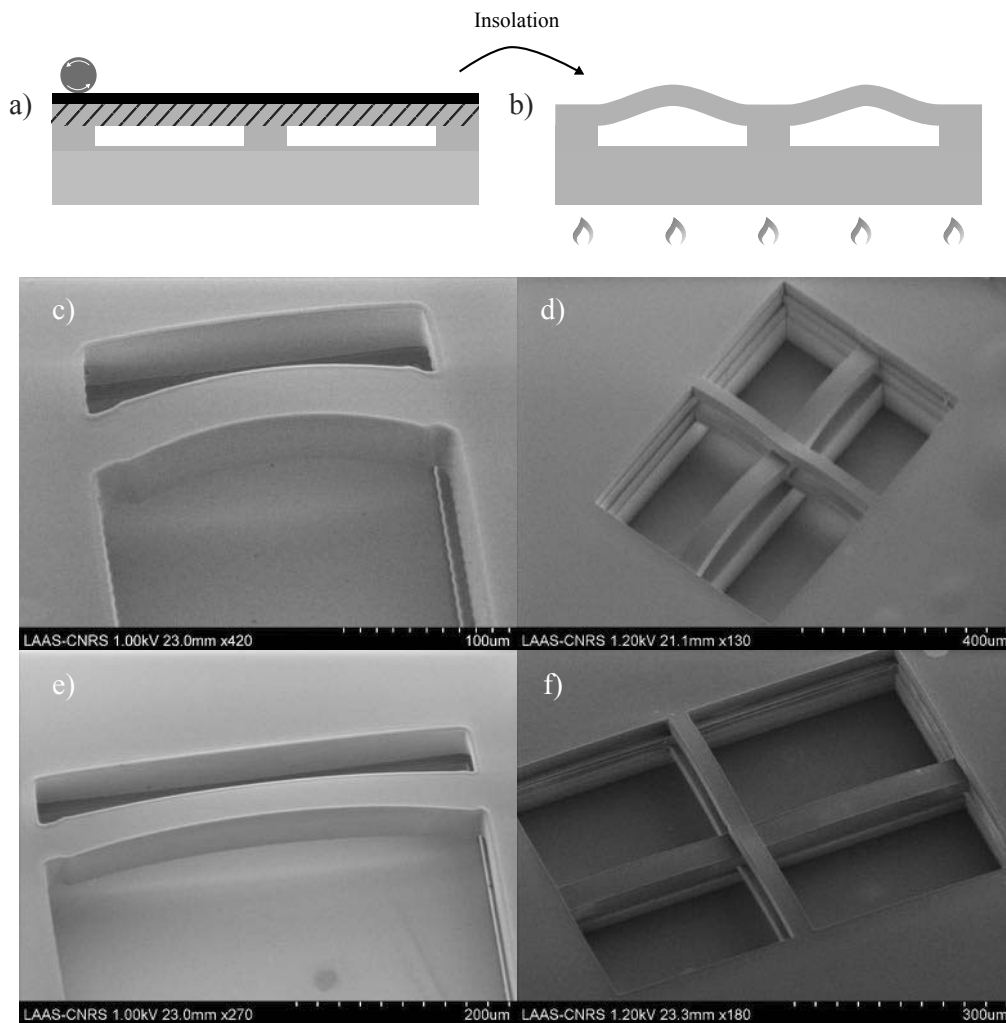 Insolation
a)
b)
c)
d)
LAAS-CNRS 1.00kV 23.0mm x420
100um
LAAS-CNRS 1.20kV 21.1mm x130
400um
e)
f)
LAAS-CNRS 1.00kV 23.0mm x270
200um
LAAS-CNRS 1.20kV 23.3mm x180
300um